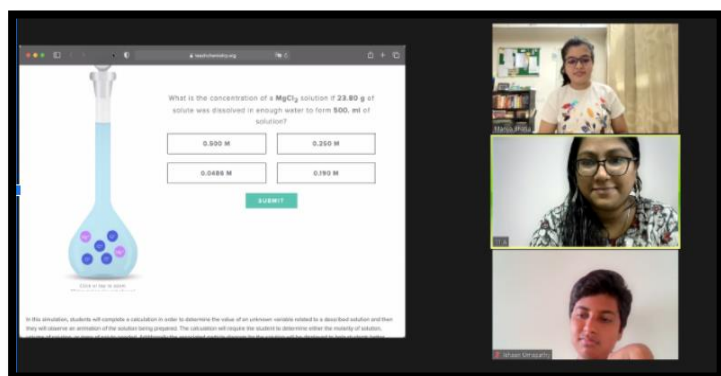 teachchemistry.org
What is the concentration of a MgCl2 solution if 23.80 g of
solute was dissolved in enough water to form 500. ml of
solution?
0.500 M
0.250 M
0.0486 M
0.190 M
SUBMIT
Click or tap to zoom
In this simulation, students will complete a calculation in order to determine the value of an unknown variable related to a described solution and then
they will observe an animation of the solution being prepared. The calculation will require the student to determine either the molarity of solution,